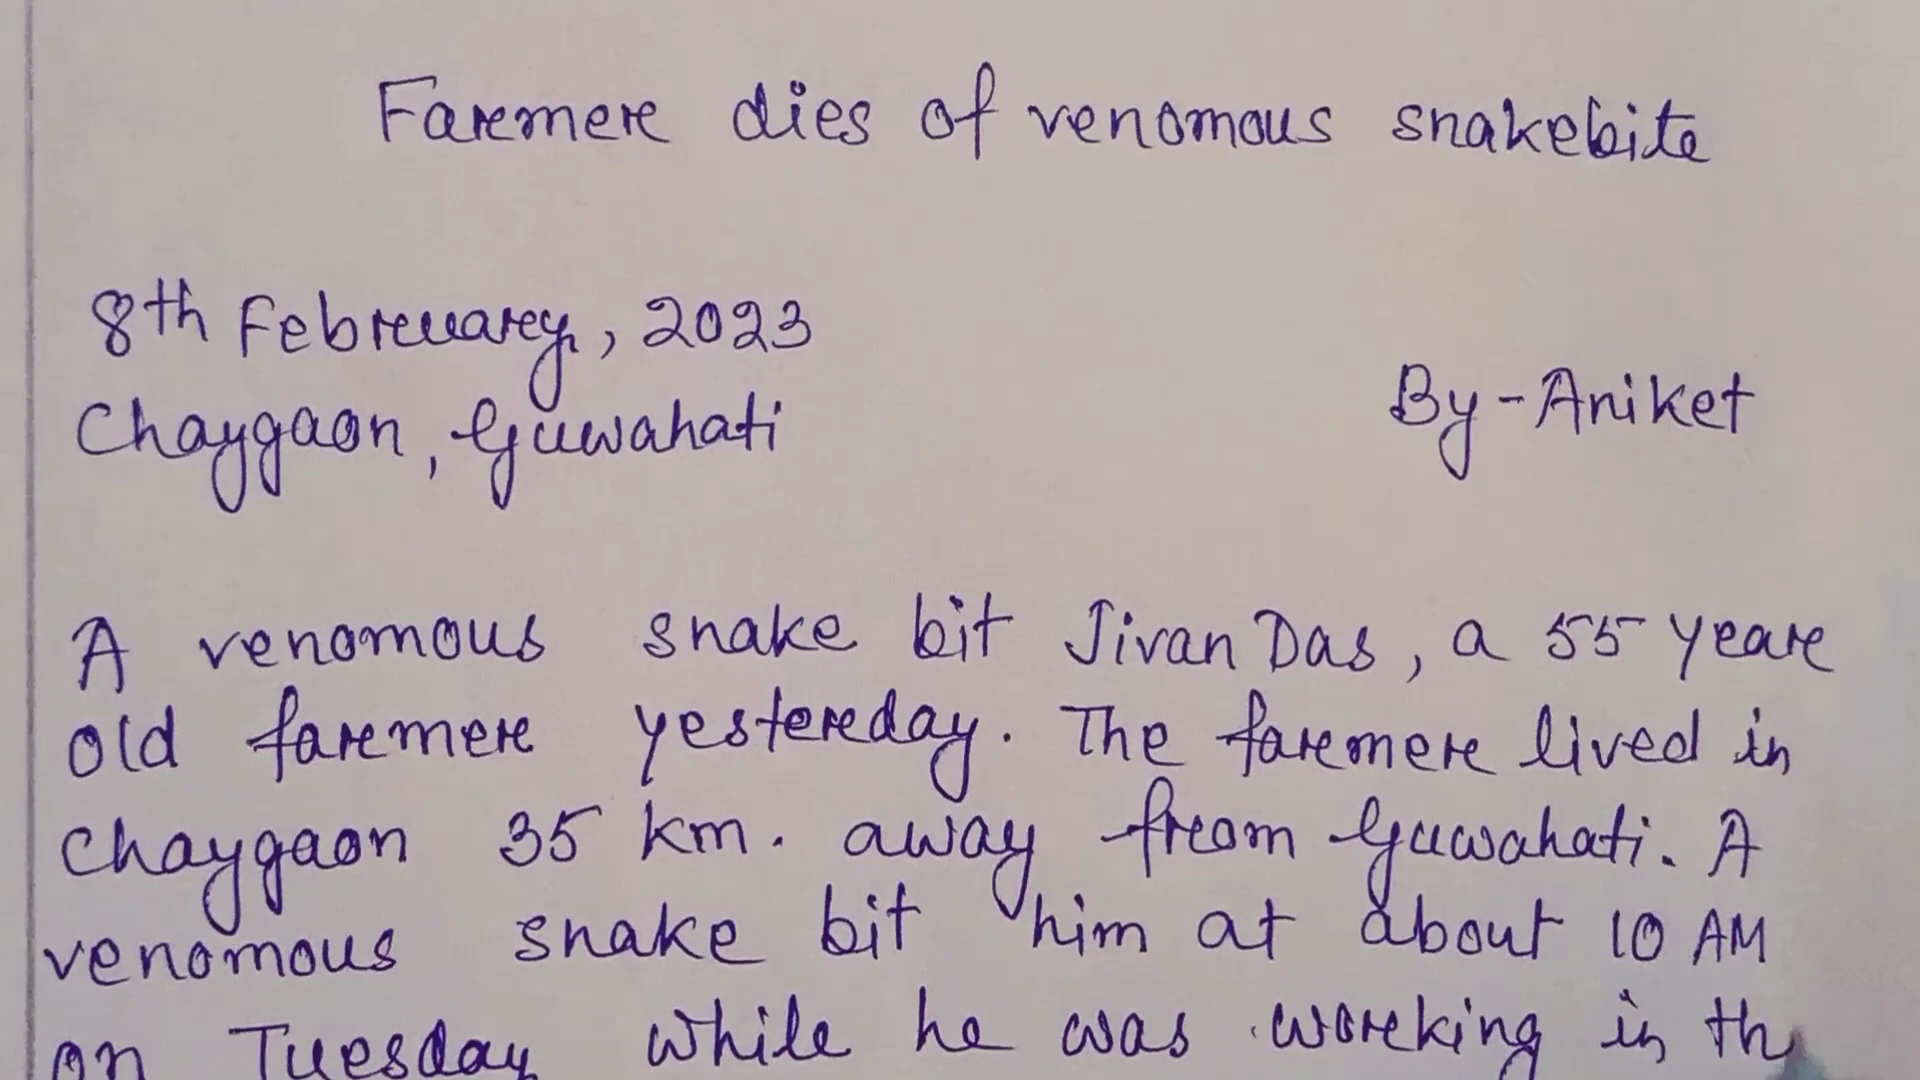 Farmer dies of venomous snakebite
8th February, 2023
Chaygaon, Guwahati
By-Aniket
A venomous snake bit Jivan Das, a 55 year
old farmer yesterday. The farmer lived in
Chaygaon 35 km. away from Guwahati. A
venomous snake bit him at about 10 AM
on Tuesday while he was working in th